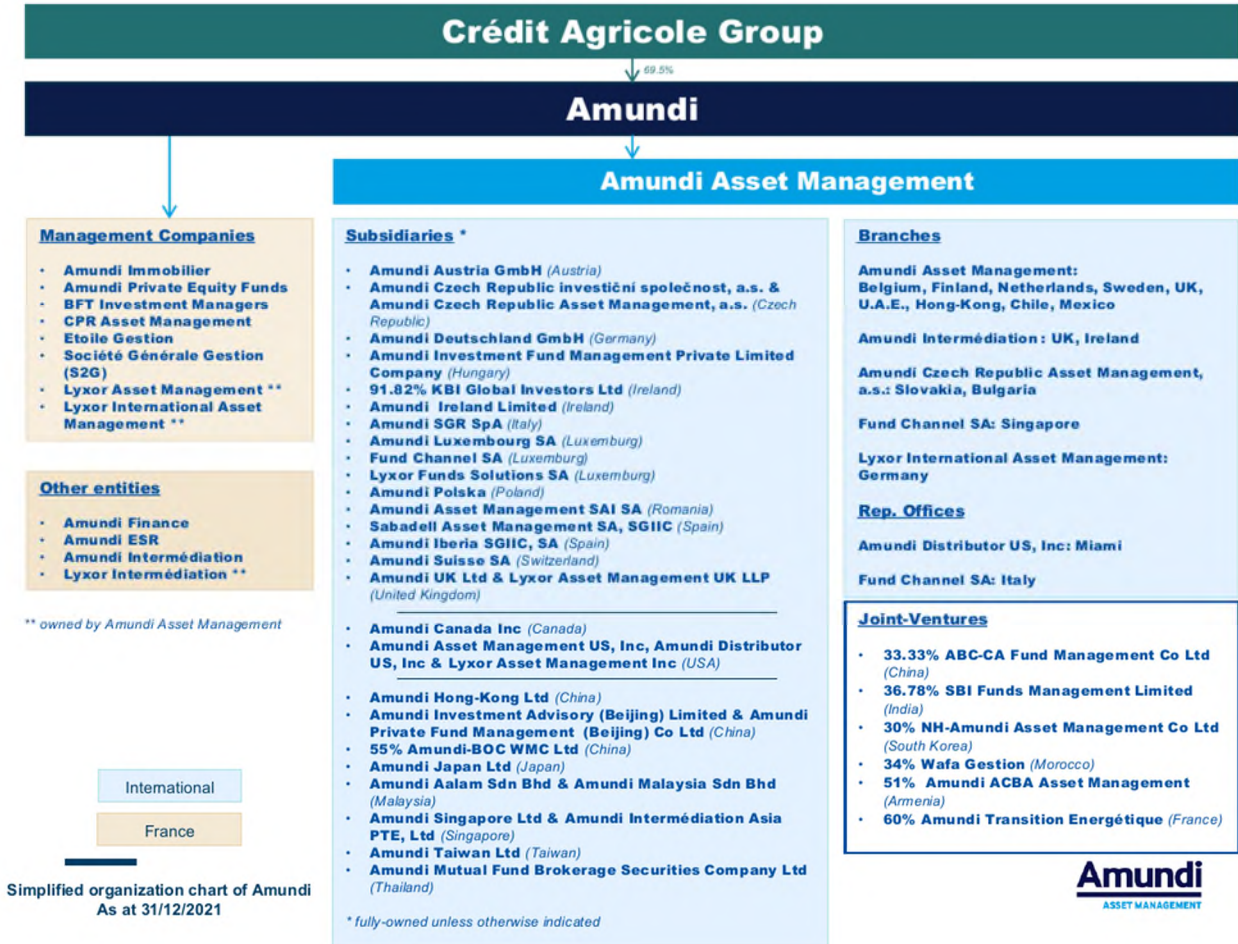 Crédit Agricole Group
69.5%
Amundi
Amundi Asset Management
Management Companies
• Amundi Immobilier
• Amundi Private Equity Funds
• BFT Investment Managers
• CPR Asset Management
• Etoile Gestion
• Société Générale Gestion
(S2G)
• Lyxor Asset Management **
• Lyxor International Asset
Management **
Other entities
• Amundi Finance
• Amundi ESR
• Amundi Intermédiation
• Lyxor Intermédiation **
** owned by Amundi Asset Management
International
France
Simplified organization chart of Amundi
As at 31/12/2021
Subsidiaries *
• Amundi Austria GmbH (Austria)
• Amundi Czech Republic investiční společnost, a.s. &
Amundi Czech Republic Asset Management, a.s. (Czech
Republic)
• Amundi Deutschland GmbH (Germany)
• Amundi Investment Fund Management Private Limited
Company (Hungary)
• 91.82% KBI Global Investors Ltd (Ireland)
• Amundi Ireland Limited (Ireland)
• Amundi SGR SpA (Italy)
• Amundi Luxembourg SA (Luxemburg)
• Fund Channel SA (Luxemburg)
• Lyxor Funds Solutions SA (Luxemburg)
• Amundi Polska (Poland)
• Amundi Asset Management SAI SA (Romania)
• Sabadell Asset Management SA, SGIIC (Spain)
• Amundi Iberia SGIIC, SA (Spain)
• Amundi Suisse SA (Switzerland)
• Amundi UK Ltd & Lyxor Asset Management UK LLP
(United Kingdom)
• Amundi Canada Inc (Canada)
• Amundi Asset Management US, Inc, Amundi Distributor
US, Inc & Lyxor Asset Management Inc (USA)
• Amundi Hong-Kong Ltd (China)
• Amundi Investment Advisory (Beijing) Limited & Amundi
Private Fund Management (Beijing) Co Ltd (China)
• 55% Amundi-BOC WMC Ltd (China)
• Amundi Japan Ltd (Japan)
• Amundi Aalam Sdn Bhd & Amundi Malaysia Sdn Bhd
(Malaysia)
• Amundi Singapore Ltd & Amundi Intermédiation Asia
PTE, Ltd (Singapore)
• Amundi Taiwan Ltd (Taiwan)
• Amundi Mutual Fund Brokerage Securities Company Ltd
(Thailand)
* fully-owned unless otherwise indicated
Branches
Amundi Asset Management:
Belgium, Finland, Netherlands, Sweden, UK,
U.A.E., Hong-Kong, Chile, Mexico
Amundi Intermédiation : UK, Ireland
Amundi Czech Republic Asset Management,
a.s.: Slovakia, Bulgaria
Fund Channel SA: Singapore
Lyxor International Asset Management:
Germany
Rep. Offices
Amundi Distributor US, Inc: Miami
Fund Channel SA: Italy
Joint-Ventures
• 33.33% ABC-CA Fund Management Co Ltd
(China)
• 36.78% SBI Funds Management Limited
(India)
• 30% NH-Amundi Asset Management Co Ltd
(South Korea)
• 34% Wafa Gestion (Morocco)
• 51% Amundi ACBA Asset Management
(Armenia)
• 60% Amundi Transition Energétique (France)
Amundi
ASSET MANAGEMENT